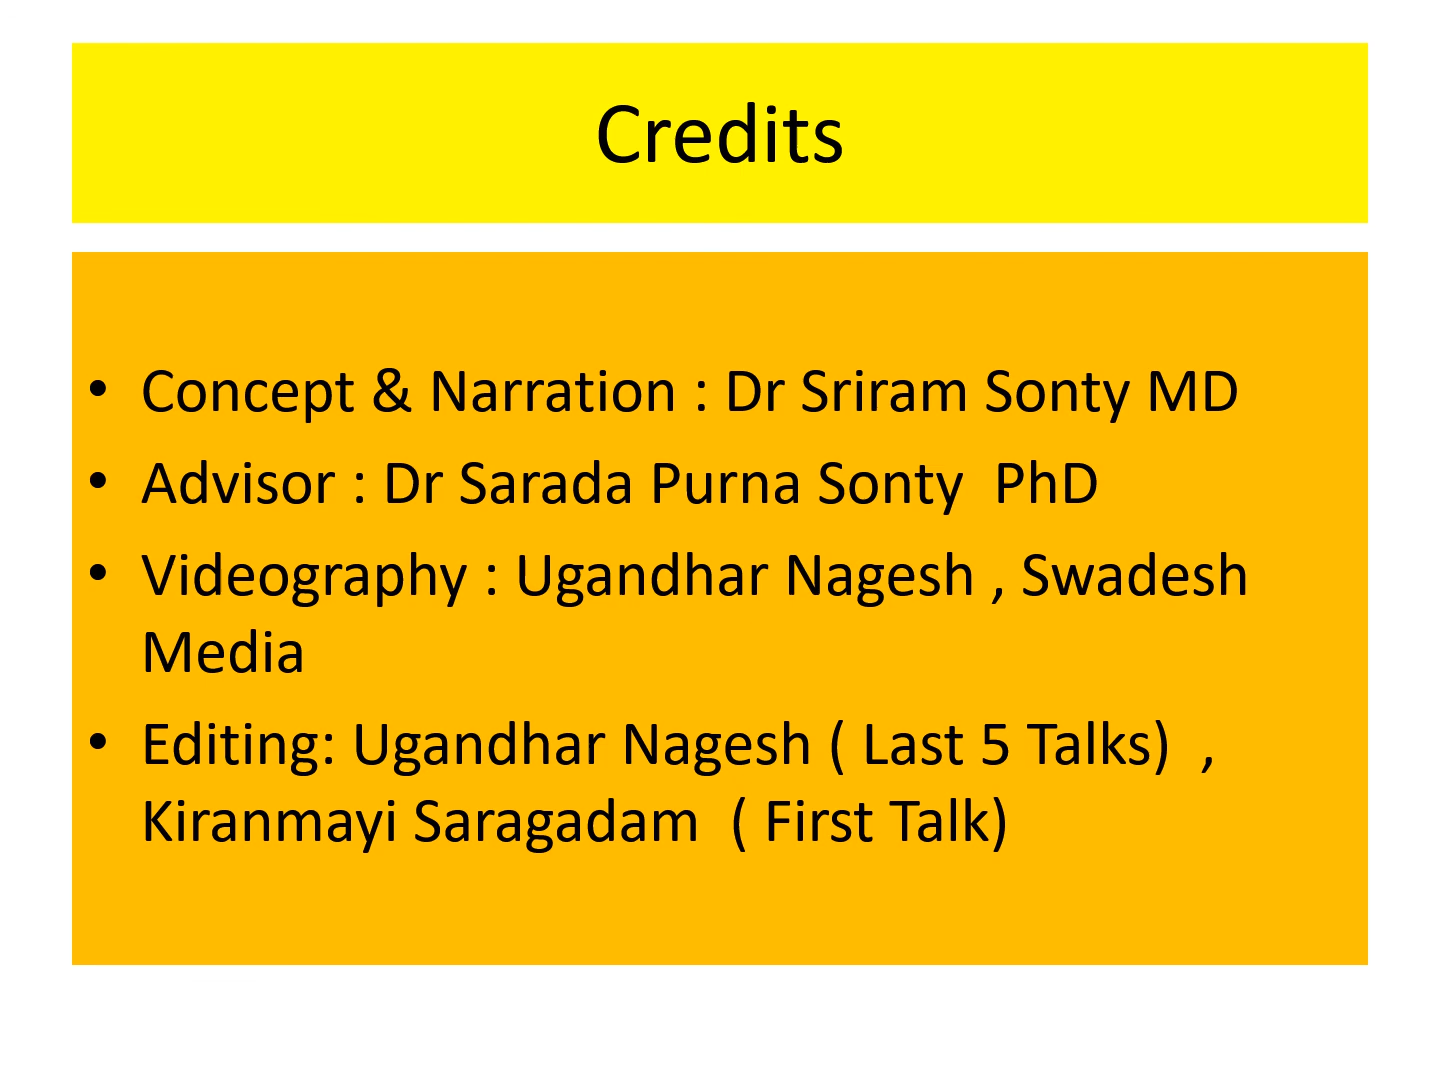 Credits
• Concept & Narration : Dr Sriram Sonty MD
• Advisor : Dr Sarada Purna Sonty  PhD
• Videography : Ugandhar Nagesh , Swadesh
Media
• Editing: Ugandhar Nagesh ( Last 5 Talks)  ,
Kiranmayi Saragadam  ( First Talk)